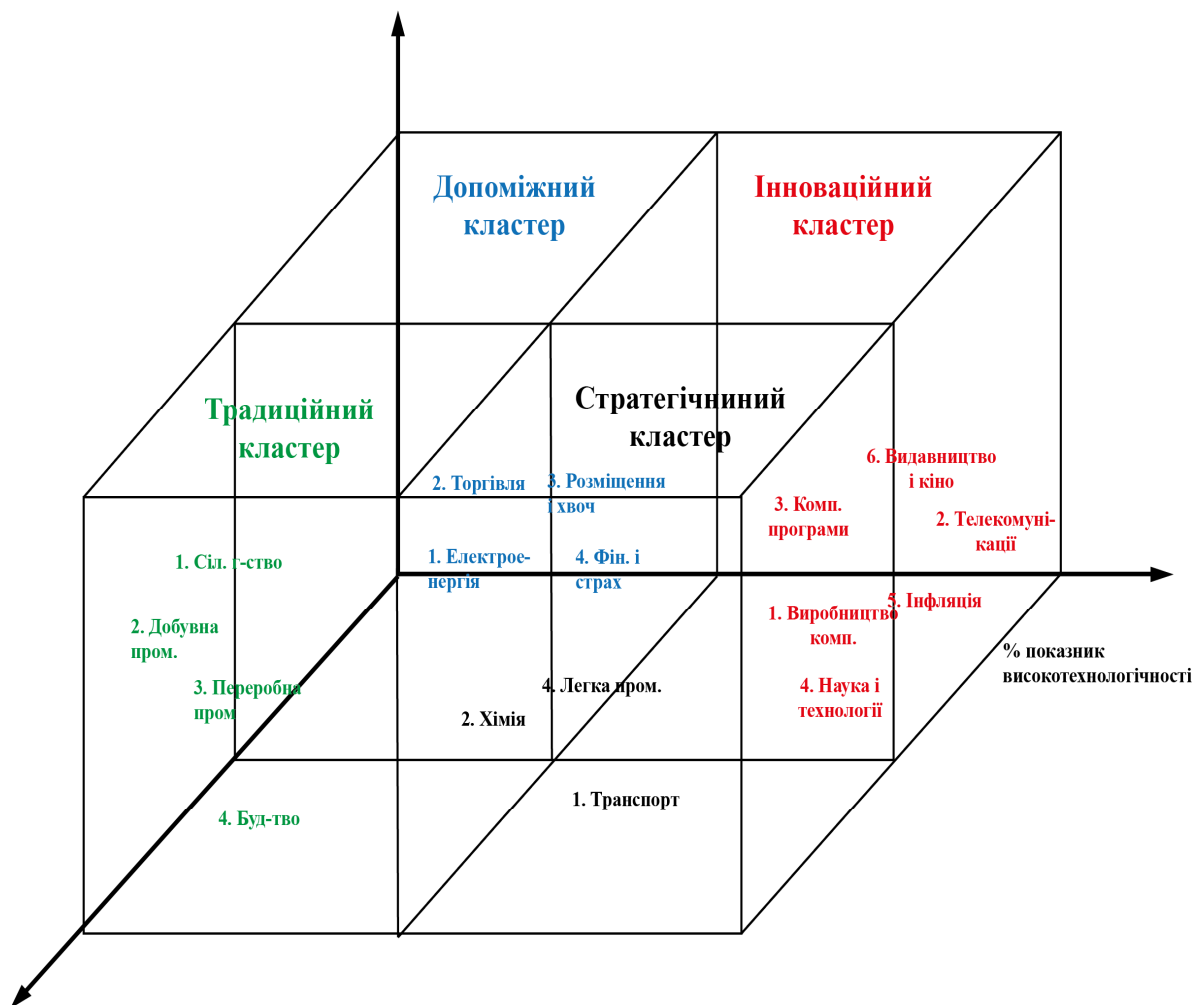 Допоміжний
кластер
Інноваційний
кластер
Традиційний
кластер
Стратегічниний
кластер
2. Торгівля
3. Розміщення
і хвоч
1. Електрое-
нергія
4. Фін. і
страх
6. Видавництво
і кіно
3. Комп.
програми
2. Телекомуні-
кації
1. Сіл. г-ство
2. Добувна
пром.
3. Переробна
пром
4. Буд-тво
5. Інфляція
1. Виробництво
комп.
4. Наука і
технології
% показник
високотехнологічності
4. Легка пром.
2. Хімія
1. Транспорт